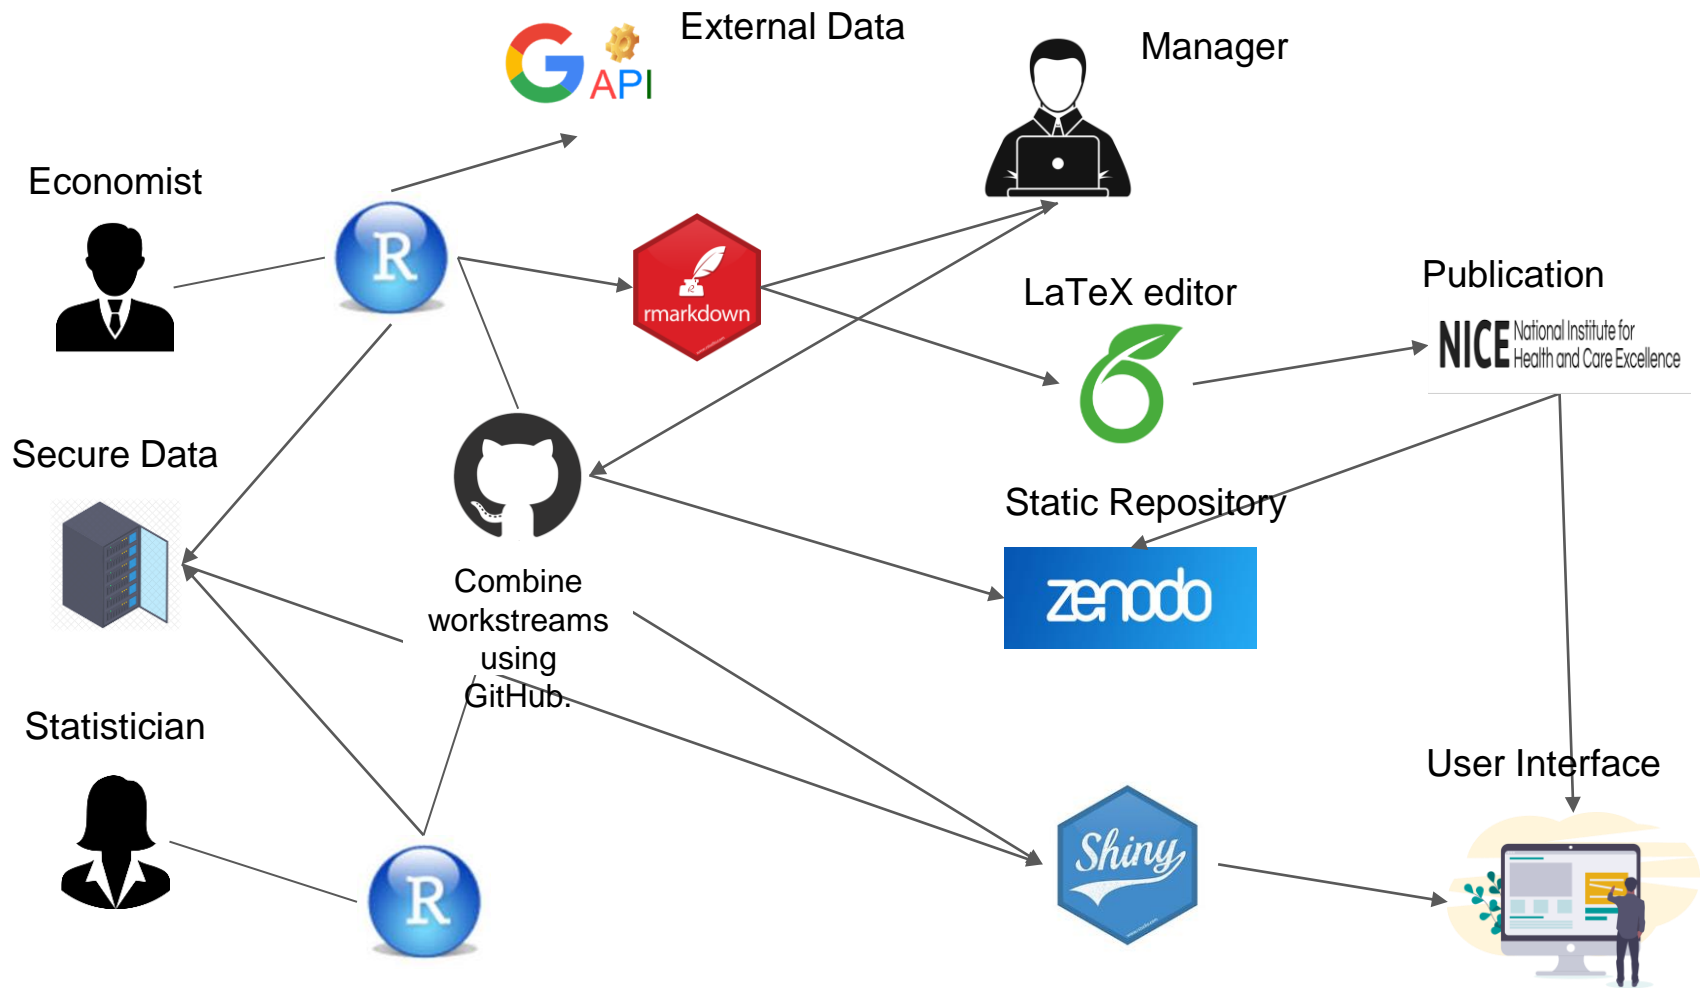 External Data
API
Manager
Economist
R
rmarkdown
LaTeX editor
Publication
NICE National Institute for
Health and Care Excellence
Secure Data
Static Repository
zenodo
Combine
workstreams
using
GitHub.
Statistician
R
Shiny
User Interface